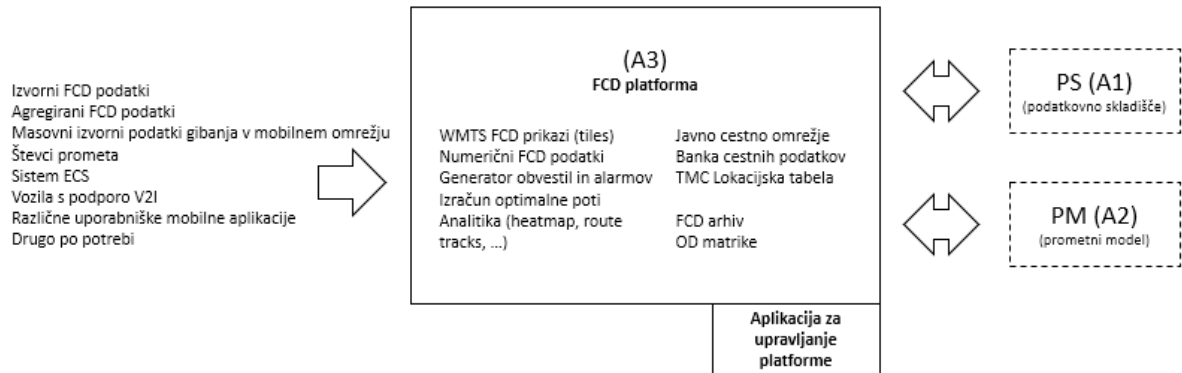 Izvorni FCD podatki
Agregirani FCD podatki
Masovni izvorni podatki gibanja v mobilnem omrežju
Števci prometa
Sistem ECS
Vozila s podporo V2I
Različne uporabniške mobilne aplikacije
Drugo po potrebi
(A3)
FCD platforma
WMTS FCD prikazi (tiles)
Numerični FCD podatki
Generator obvestil in alarmov
Izračun optimalne poti
Analitika (heatmap, route
tracks, ...)
Javno cestno omrežje
Banka cestnih podatkov
TMC Lokacijska tabela
FCD arhiv
OD matrike
Aplikacija za
upravljanje
platforme
PS (A1)
(podatkovno skladišče)
PM (A2)
(prometni model)